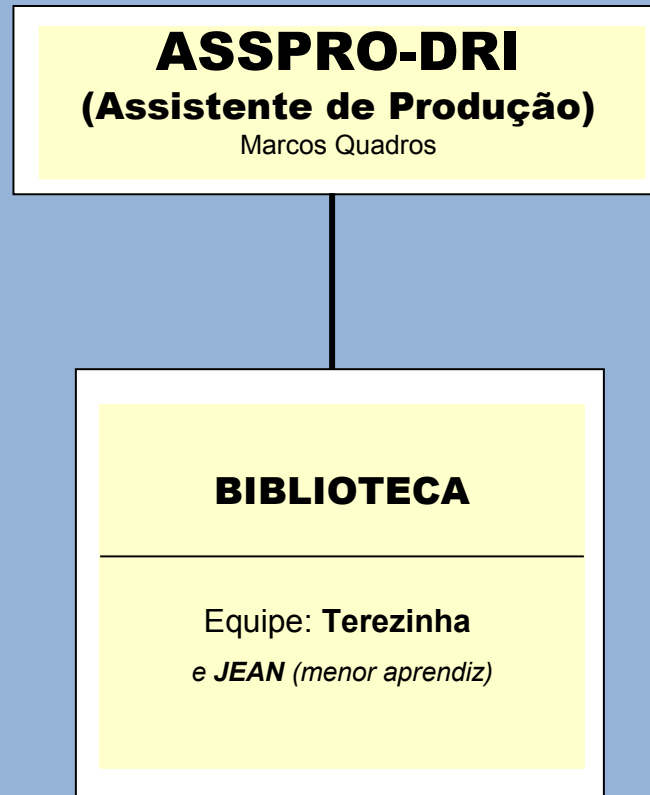 ASSPRO-DRI
(Assistente de Produção)
Marcos Quadros
BIBLIOTECA
Equipe: Terezinha
e JEAN (menor aprendiz)